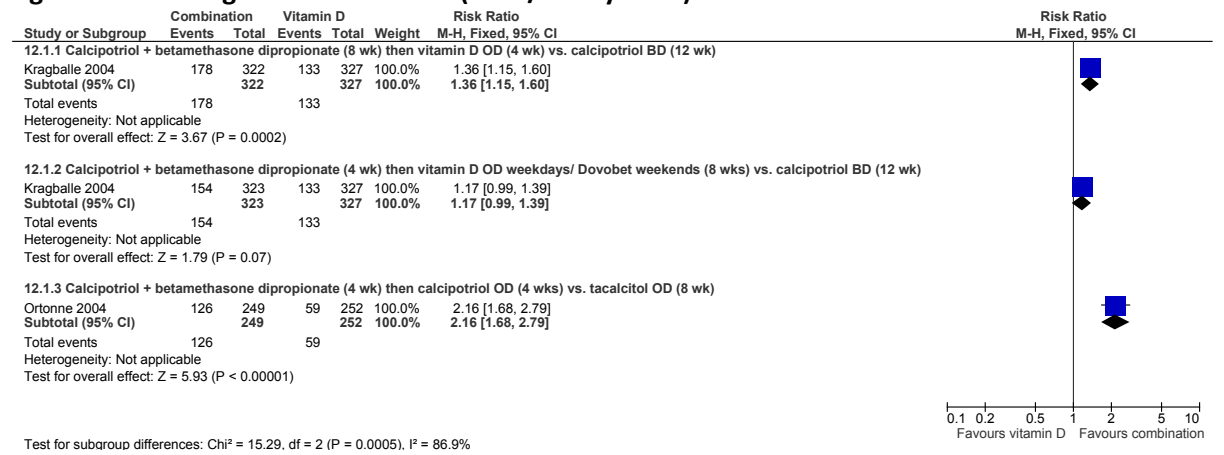 Combination Vitamin D Risk Ratio Risk Ratio
Study or Subgroup Events Total Events Total Weight M-H, Fixed, 95% CI M-H, Fixed, 95% CI
12.1.1 Calcipotriol + betamethasone dipropionate (8 wk) then vitamin D OD (4 wk) vs. calcipotriol BD (12 wk)
Kragballe 2004 178 322 133 327 100.0% 1.36 [1.15, 1.60]
Subtotal (95% CI) 322 327 100.0% 1.36 [1.15, 1.60]
Total events 178 133
Heterogeneity: Not applicable
Test for overall effect: Z = 3.67 (P = 0.0002)
12.1.2 Calcipotriol + betamethasone dipropionate (4 wk) then vitamin D OD weekdays/ Dovobet weekends (8 wks) vs. calcipotriol BD (12 wk)
Kragballe 2004 154 323 133 327 100.0% 1.17 [0.99, 1.39]
Subtotal (95% CI) 323 327 100.0% 1.17 [0.99, 1.39]
Total events 154 133
Heterogeneity: Not applicable
Test for overall effect: Z = 1.79 (P = 0.07)
12.1.3 Calcipotriol + betamethasone dipropionate (4 wk) then calcipotriol OD (4 wks) vs. tacalcitol OD (8 wk)
Ortonne 2004 126 249 59 252 100.0% 2.16 [1.68, 2.79]
Subtotal (95% CI) 249 252 100.0% 2.16 [1.68, 2.79]
Total events 126 59
Heterogeneity: Not applicable
Test for overall effect: Z = 5.93 (P < 0.00001)
0.1 0.2 0.5 1 2 5 10
Favours vitamin D Favours combination
Test for subgroup differences: Chi² = 15.29, df = 2 (P = 0.0005), I² = 86.9%